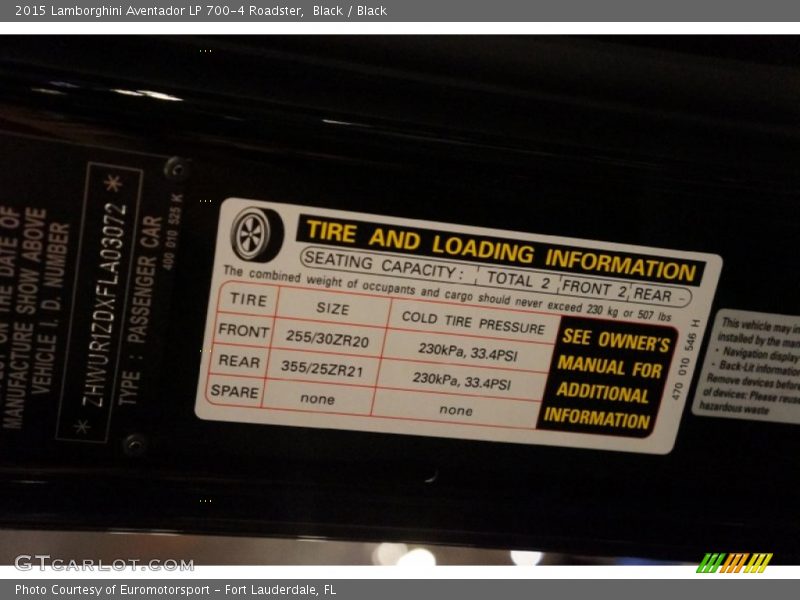 2015 Lamborghini Aventador LP 700-4 Roadster,  Black / Black
MANUFACTURE SHOW ABOVE
VEHICLE I. D. NUMBER
* ZHWUR1ZDXFLA03072 *
TYPE : PASSENGER CAR
400 010 525 K
TIRE AND LOADING INFORMATION
SEATING CAPACITY : TOTAL 2 FRONT 2 REAR -
The combined weight of occupants and cargo should never exceed 230 kg or 507 lbs
TIRE SIZE COLD TIRE PRESSURE
FRONT 255/30ZR20 230kPa, 33.4PSI
REAR 355/25ZR21 230kPa, 33.4PSI
SPARE none none
SEE OWNER'S
MANUAL FOR
ADDITIONAL
INFORMATION
470 010 546 H
This vehicle may in
installed by the man
• Navigation display
• Back-Lit information
Remove devices before
of devices: Please reuse
hazardous waste
GTCARLOT.COM
Photo Courtesy of Euromotorsport - Fort Lauderdale, FL